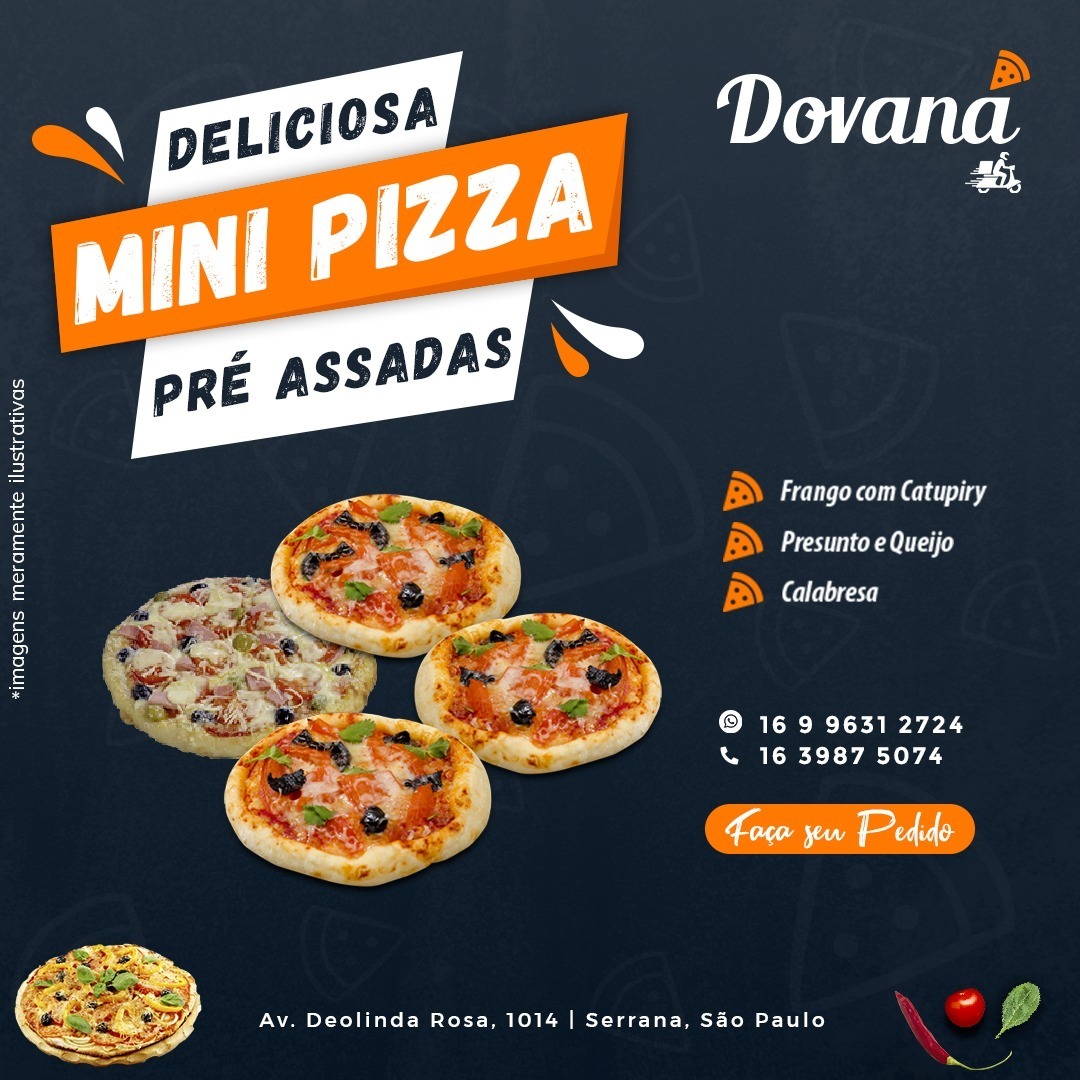 DELICIOSA
MINI PIZZA
PRÉ ASSADAS
Dovana
*imagens meramente ilustrativas
Frango com Catupiry
Presunto e Queijo
Calabresa
16 9 9631 2724
16 3987 5074
Faça seu Pedido
Av. Deolinda Rosa, 1014 | Serrana, São Paulo